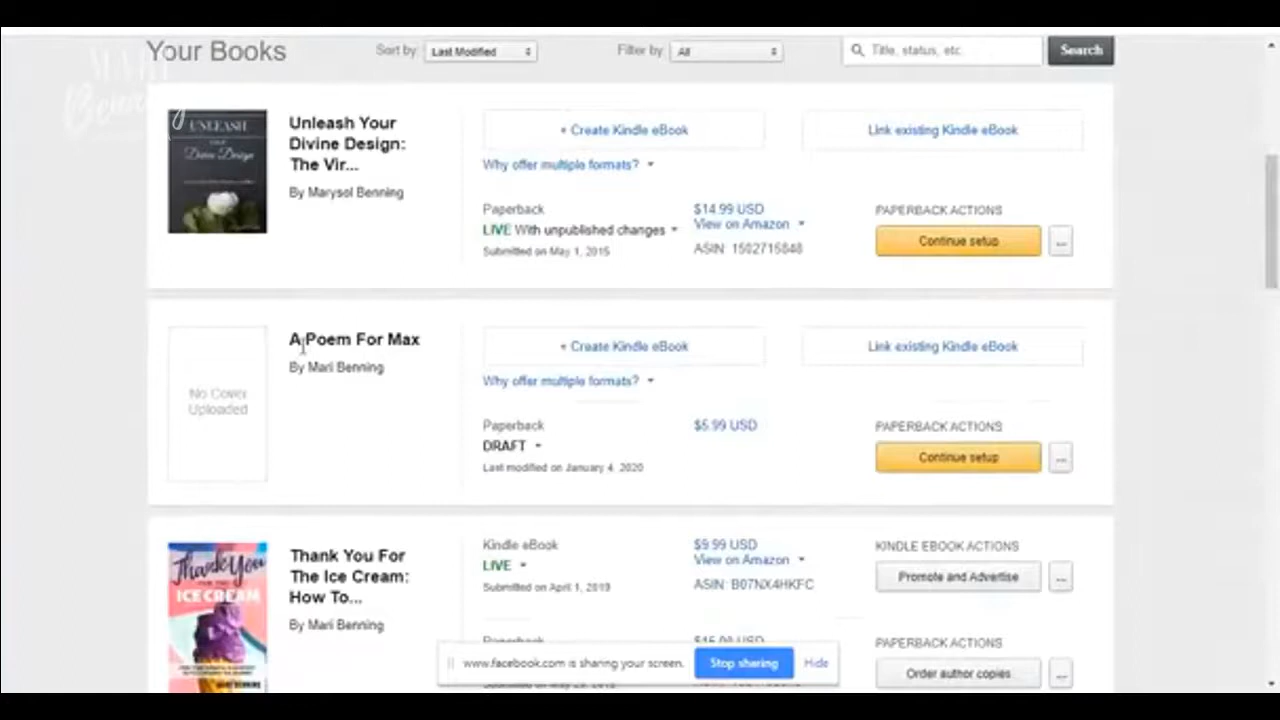 Your Books
Sort by
Last Modified
Filter by
All
Title, status, etc.
Search
UNLEASH
Divine Design
Unleash Your
Divine Design:
The Vir...
By Marysol Benning
+ Create Kindle eBook
Link existing Kindle eBook
Why offer multiple formats?
Paperback
LIVE With unpublished changes
Submitted on May 1, 2015
$14.99 USD
View on Amazon
ASIN: 1502715848
PAPERBACK ACTIONS
Continue setup
...
No Cover
Uploaded
A Poem For Max
By Mari Benning
+ Create Kindle eBook
Link existing Kindle eBook
Why offer multiple formats?
Paperback
DRAFT
Last modified on January 4, 2020
$5.99 USD
PAPERBACK ACTIONS
Continue setup
...
Thank You
ICE CREAM
MARI BENNING
Thank You For
The Ice Cream:
How To...
By Mari Benning
Kindle eBook
LIVE
Submitted on April 1, 2019
$9.99 USD
View on Amazon
ASIN: B07NX4HKFC
KINDLE EBOOK ACTIONS
Promote and Advertise
...
Paperback
PAPERBACK ACTIONS
Order author copies
...
www.facebook.com is sharing your screen.
Stop sharing
Hide